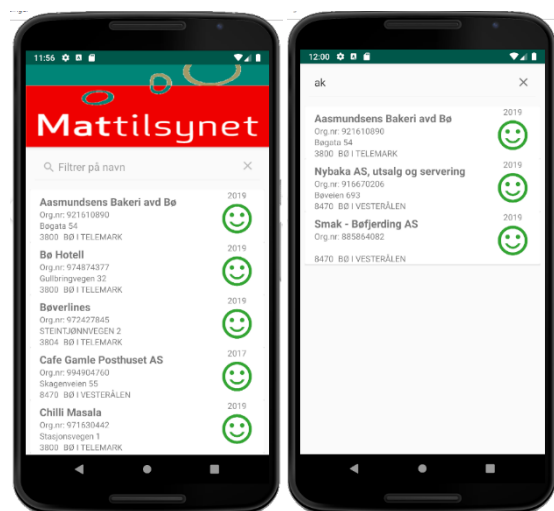 11:56
Mattilsynet
Filtrer på navn
2019
Aasmundsens Bakeri avd Bø
Org.nr: 921610890
Bøgata 54
3800 BØ I TELEMARK
2019
Bø Hotell
Org.nr: 974874377
Gullbringvegen 32
3800 BØ I TELEMARK
2019
Bøverlines
Org.nr: 972427845
STEINTJØNNVEGEN 2
3804 BØ I TELEMARK
2017
Cafe Gamle Posthuset AS
Org.nr: 994904760
Skagenveien 55
8470 BØ I VESTERÅLEN
2019
Chilli Masala
Org.nr: 971630442
Stasjonsvegen 1
3800 BØ I TELEMARK
12:00
ak
2019
Aasmundsens Bakeri avd Bø
Org.nr: 921610890
Bøgata 54
3800 BØ I TELEMARK
2019
Nybaka AS, utsalg og servering
Org.nr: 916670206
Bøveien 693
8470 BØ I VESTERÅLEN
2019
Smak - Bøfjerding AS
Org.nr: 885864082
8470 BØ I VESTERÅLEN